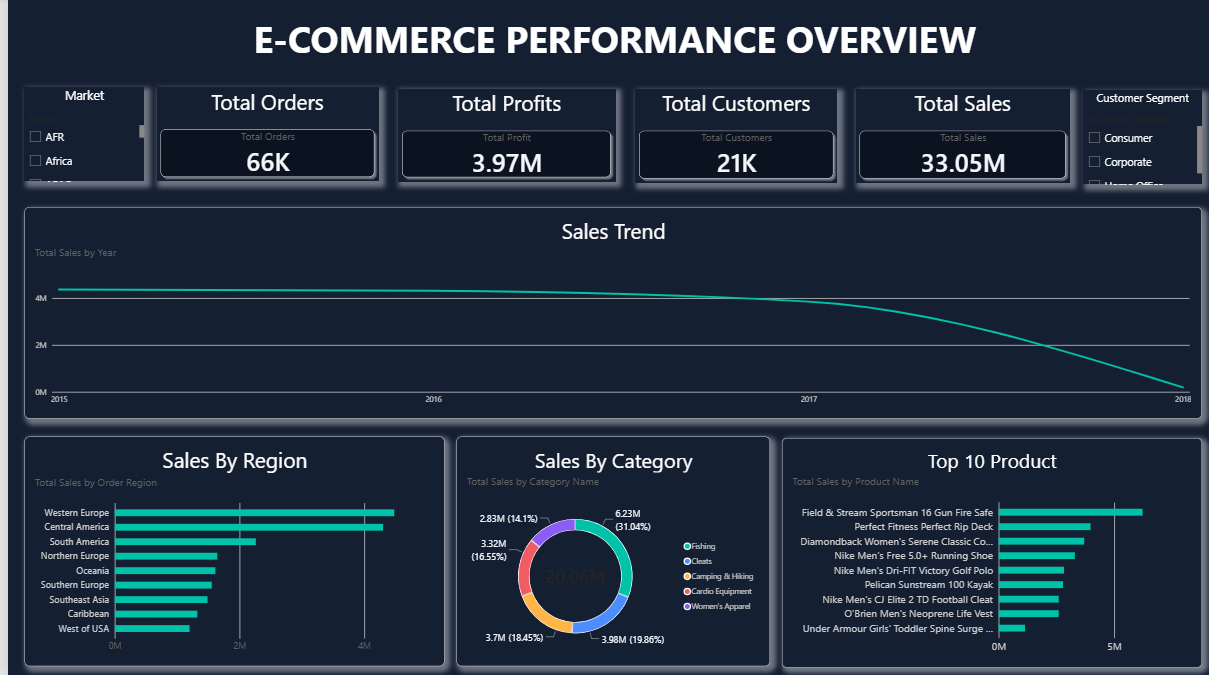 E-COMMERCE PERFORMANCE OVERVIEW
Market
AFR
Africa
Total Orders
Total Orders
66K
Total Profits
Total Profit
3.97M
Total Customers
Total Customers
21K
Total Sales
Total Sales
33.05M
Customer Segment
Consumer
Corporate
Home Office
Sales Trend
Total Sales by Year
4M
2M
0M
2015
2016
2017
2018
Sales By Region
Total Sales by Order Region
Western Europe
Central America
South America
Northern Europe
Oceania
Southern Europe
Southeast Asia
Caribbean
West of USA
0M
2M
4M
Sales By Category
Total Sales by Category Name
6.23M
(31.04%)
3.98M (19.86%)
3.7M (18.45%)
3.32M
(16.55%)
2.83M (14.1%)
20.06M
Fishing
Cleats
Camping & Hiking
Cardio Equipment
Women's Apparel
Top 10 Product
Total Sales by Product Name
Field & Stream Sportsman 16 Gun Fire Safe
Perfect Fitness Perfect Rip Deck
Diamondback Women's Serene Classic Co...
Nike Men's Free 5.0+ Running Shoe
Nike Men's Dri-FIT Victory Golf Polo
Pelican Sunstream 100 Kayak
Nike Men's CJ Elite 2 TD Football Cleat
O'Brien Men's Neoprene Life Vest
Under Armour Girls' Toddler Spine Surge ...
0M
5M